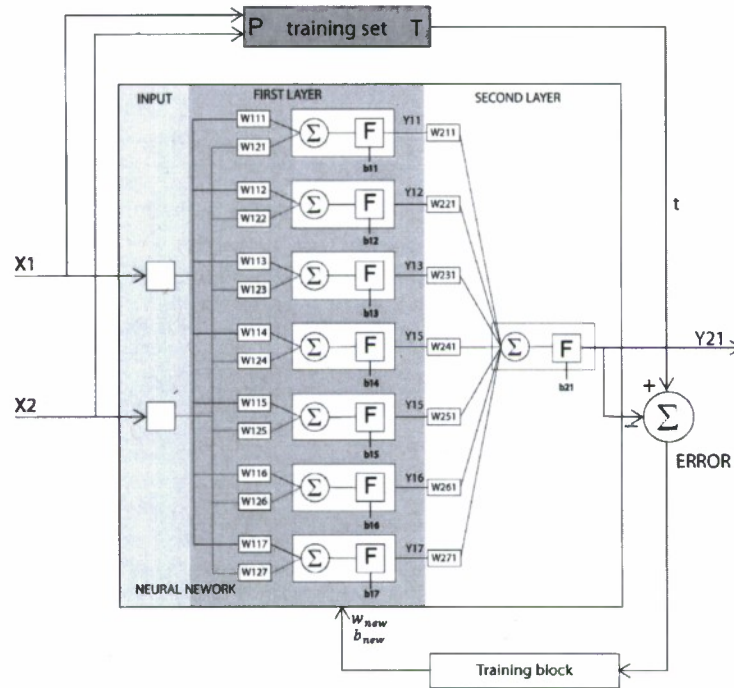 P training set T
INPUT
FIRST LAYER
SECOND LAYER
W111
W121
Σ
F
b11
Y11
W211
W112
W122
Σ
F
b12
Y12
W221
t
X1
W113
W123
Σ
F
b13
Y13
W231
W114
W124
Σ
F
b14
Y15
W241
Σ
F
b21
Y21
X2
W115
W125
Σ
F
b15
Y15
W251
+
Σ
−
ERROR
W116
W126
Σ
F
b16
Y16
W261
W117
W127
Σ
F
b17
Y17
W271
NEURAL NEWORK
w_new
b_new
Training block